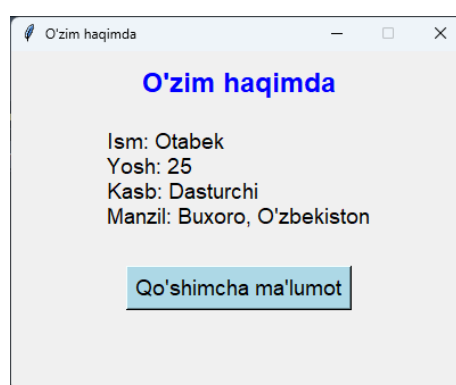 O'zim haqimda
O'zim haqimda
Ism: Otabek
Yosh: 25
Kasb: Dasturchi
Manzil: Buxoro, O'zbekiston
Qo'shimcha ma'lumot